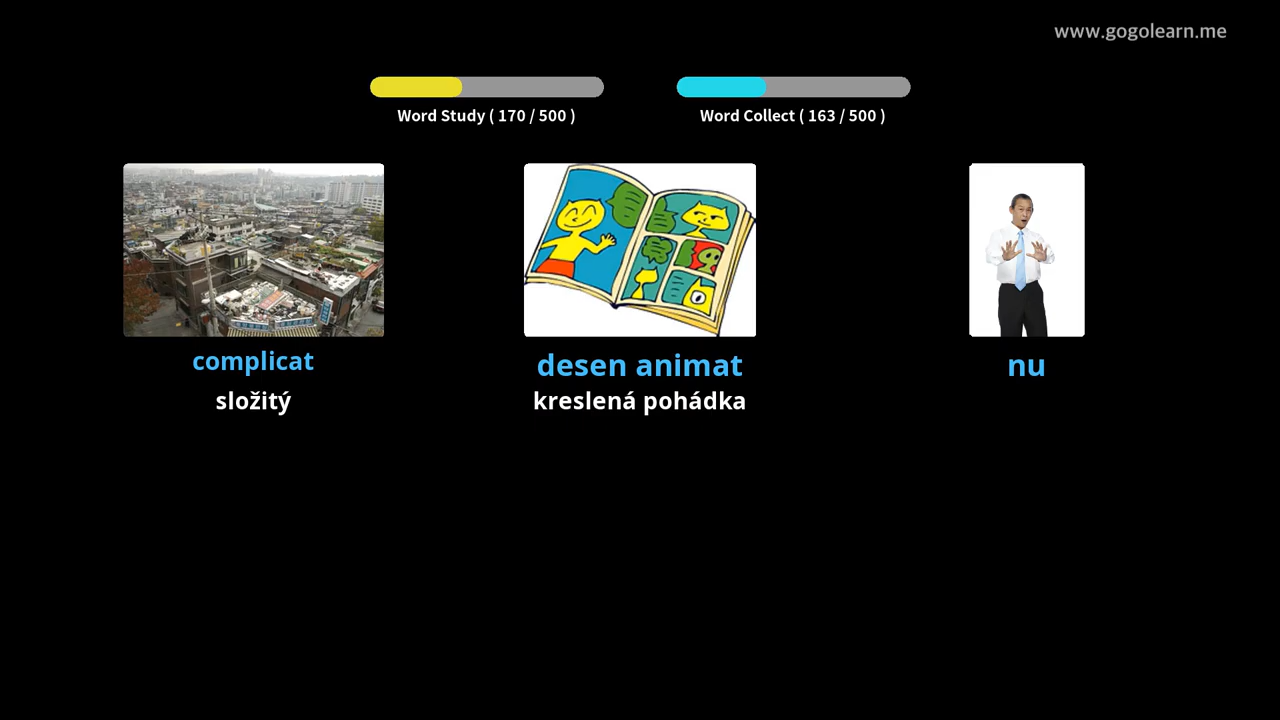 www.gogolearn.me
Word Study ( 170 / 500 )
Word Collect ( 163 / 500 )
complicat
desen animat
nu
složitý
kreslená pohádka